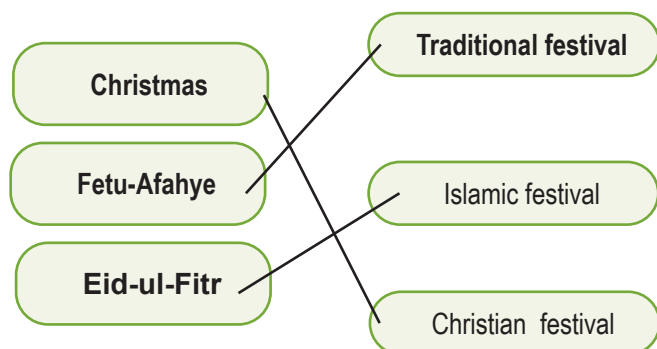 Christmas
Fetu-Afahye
Eid-ul-Fitr
Traditional festival
Islamic festival
Christian festival